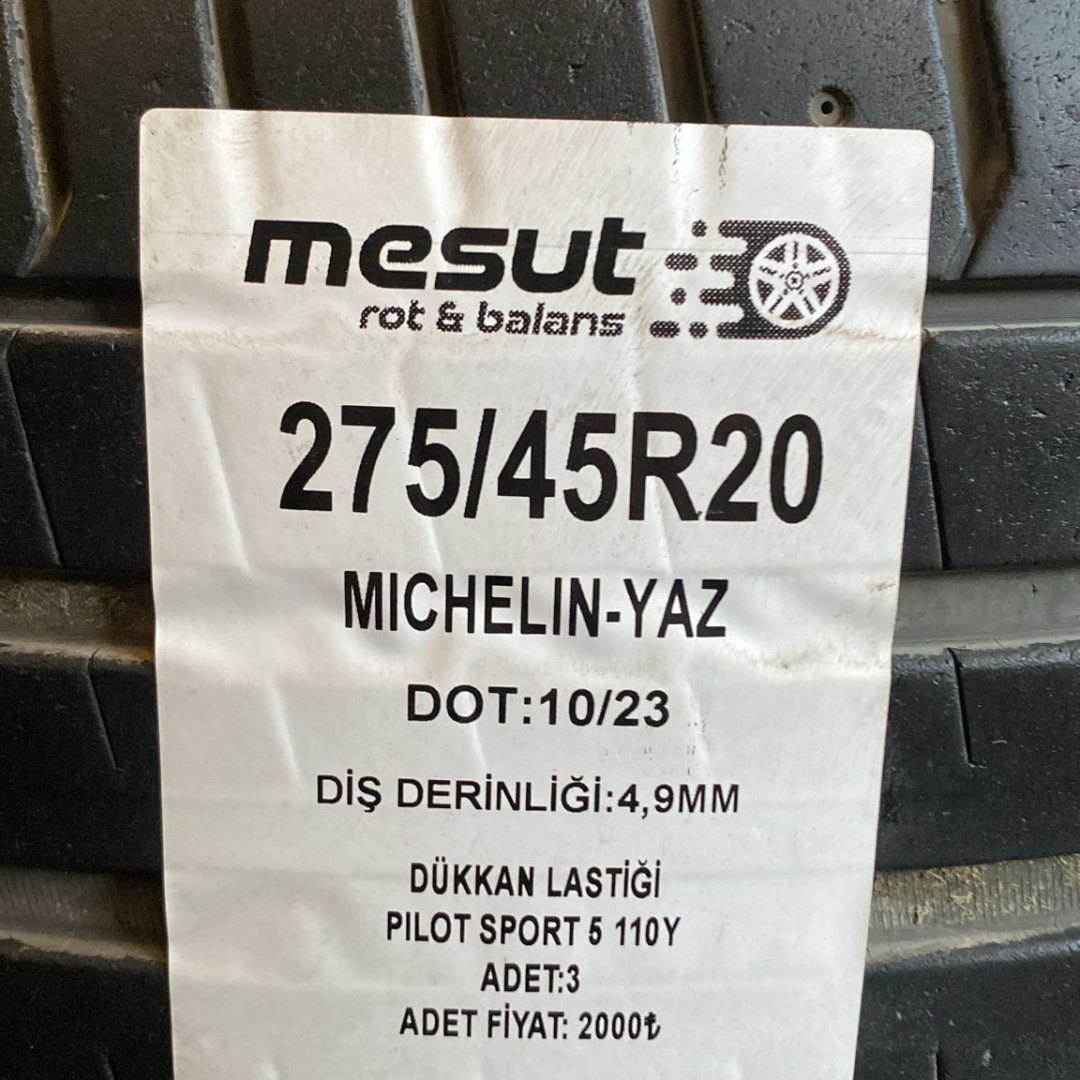 mesut
rot & balans
275/45R20
MICHELIN-YAZ
DOT:10/23
DİŞ DERİNLİĞİ:4,9MM
DÜKKAN LASTİĞİ
PILOT SPORT 5 110Y
ADET:3
ADET FİYAT: 2000₺